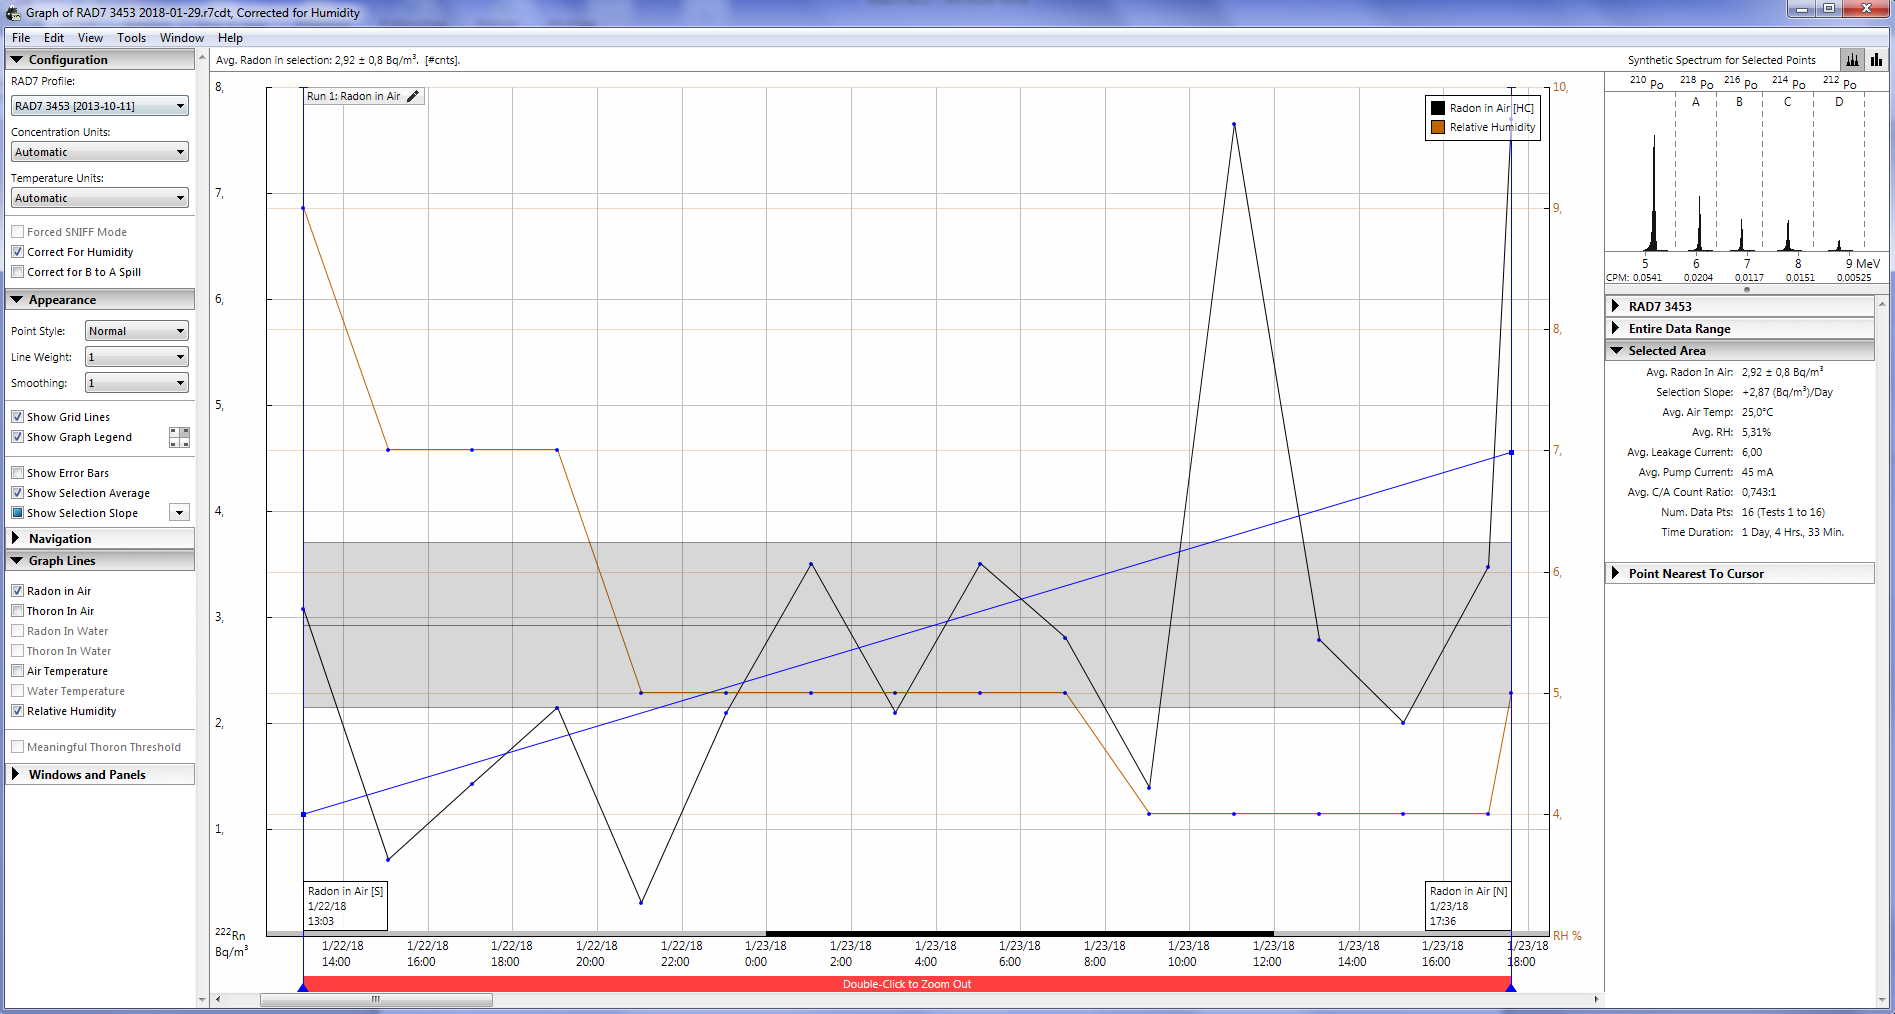 Graph of RAD7 3453 2018-01-29.r7cdt, Corrected for Humidity
File Edit View Tools Window Help
Configuration
RAD7 Profile:
RAD7 3453 [2013-10-11]
Concentration Units:
Automatic
Temperature Units:
Automatic
Forced SNIFF Mode
Correct For Humidity
Correct for B to A Spill
Appearance
Point Style: Normal
Line Weight: 1
Smoothing: 1
Show Grid Lines
Show Graph Legend
Show Error Bars
Show Selection Average
Show Selection Slope
Navigation
Graph Lines
Radon in Air
Thoron In Air
Radon In Water
Thoron In Water
Air Temperature
Water Temperature
Relative Humidity
Meaningful Thoron Threshold
Windows and Panels
Avg. Radon in selection: 2,92 ± 0,8 Bq/m³. [#cnts].
Run 1: Radon in Air
Radon in Air [HC]
Relative Humidity
8,
7,
6,
5,
4,
3,
2,
1,
²²²Rn
Bq/m³
10,
9,
8,
7,
6,
5,
4,
RH %
Radon in Air [S]
1/22/18
13:03
Radon in Air [N]
1/23/18
17:36
1/22/18 1/22/18 1/22/18 1/22/18 1/22/18 1/23/18 1/23/18 1/23/18 1/23/18 1/23/18 1/23/18 1/23/18 1/23/18 1/23/18 1/23/18
14:00 16:00 18:00 20:00 22:00 0:00 2:00 4:00 6:00 8:00 10:00 12:00 14:00 16:00 18:00
Double-Click to Zoom Out
Synthetic Spectrum for Selected Points
²¹⁰Po ²¹⁸Po ²¹⁶Po ²¹⁴Po ²¹²Po
A B C D
5 6 7 8 9 MeV
CPM: 0,0541 0,0204 0,0117 0,0151 0,00525
RAD7 3453
Entire Data Range
Selected Area
Avg. Radon In Air: 2,92 ± 0,8 Bq/m³
Selection Slope: +2,87 (Bq/m³)/Day
Avg. Air Temp: 25,0°C
Avg. RH: 5,31%
Avg. Leakage Current: 6,00
Avg. Pump Current: 45 mA
Avg. C/A Count Ratio: 0,743:1
Num. Data Pts: 16 (Tests 1 to 16)
Time Duration: 1 Day, 4 Hrs., 33 Min.
Point Nearest To Cursor